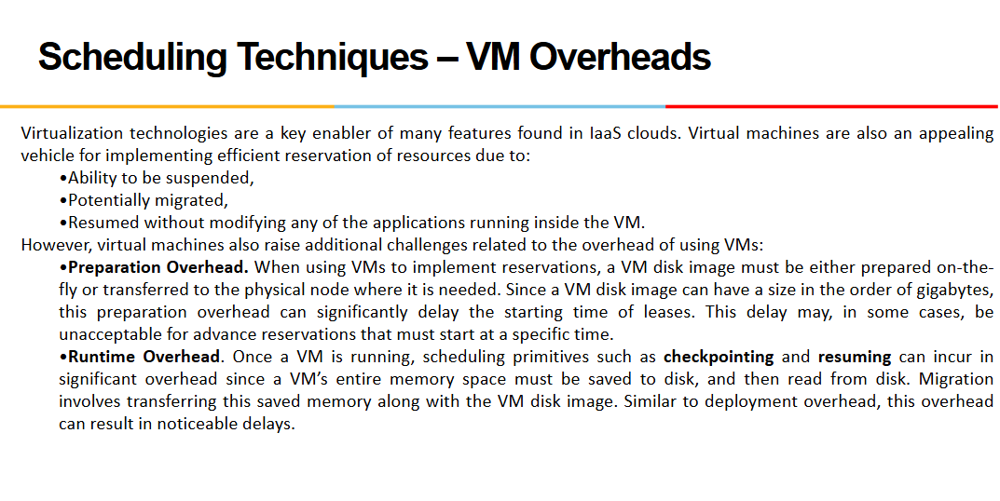 Scheduling Techniques – VM Overheads
Virtualization technologies are a key enabler of many features found in IaaS clouds. Virtual machines are also an appealing
vehicle for implementing efficient reservation of resources due to:
•Ability to be suspended,
•Potentially migrated,
•Resumed without modifying any of the applications running inside the VM.
However, virtual machines also raise additional challenges related to the overhead of using VMs:
•Preparation Overhead. When using VMs to implement reservations, a VM disk image must be either prepared on-the-
fly or transferred to the physical node where it is needed. Since a VM disk image can have a size in the order of gigabytes,
this preparation overhead can significantly delay the starting time of leases. This delay may, in some cases, be
unacceptable for advance reservations that must start at a specific time.
•Runtime Overhead. Once a VM is running, scheduling primitives such as checkpointing and resuming can incur in
significant overhead since a VM’s entire memory space must be saved to disk, and then read from disk. Migration
involves transferring this saved memory along with the VM disk image. Similar to deployment overhead, this overhead
can result in noticeable delays.